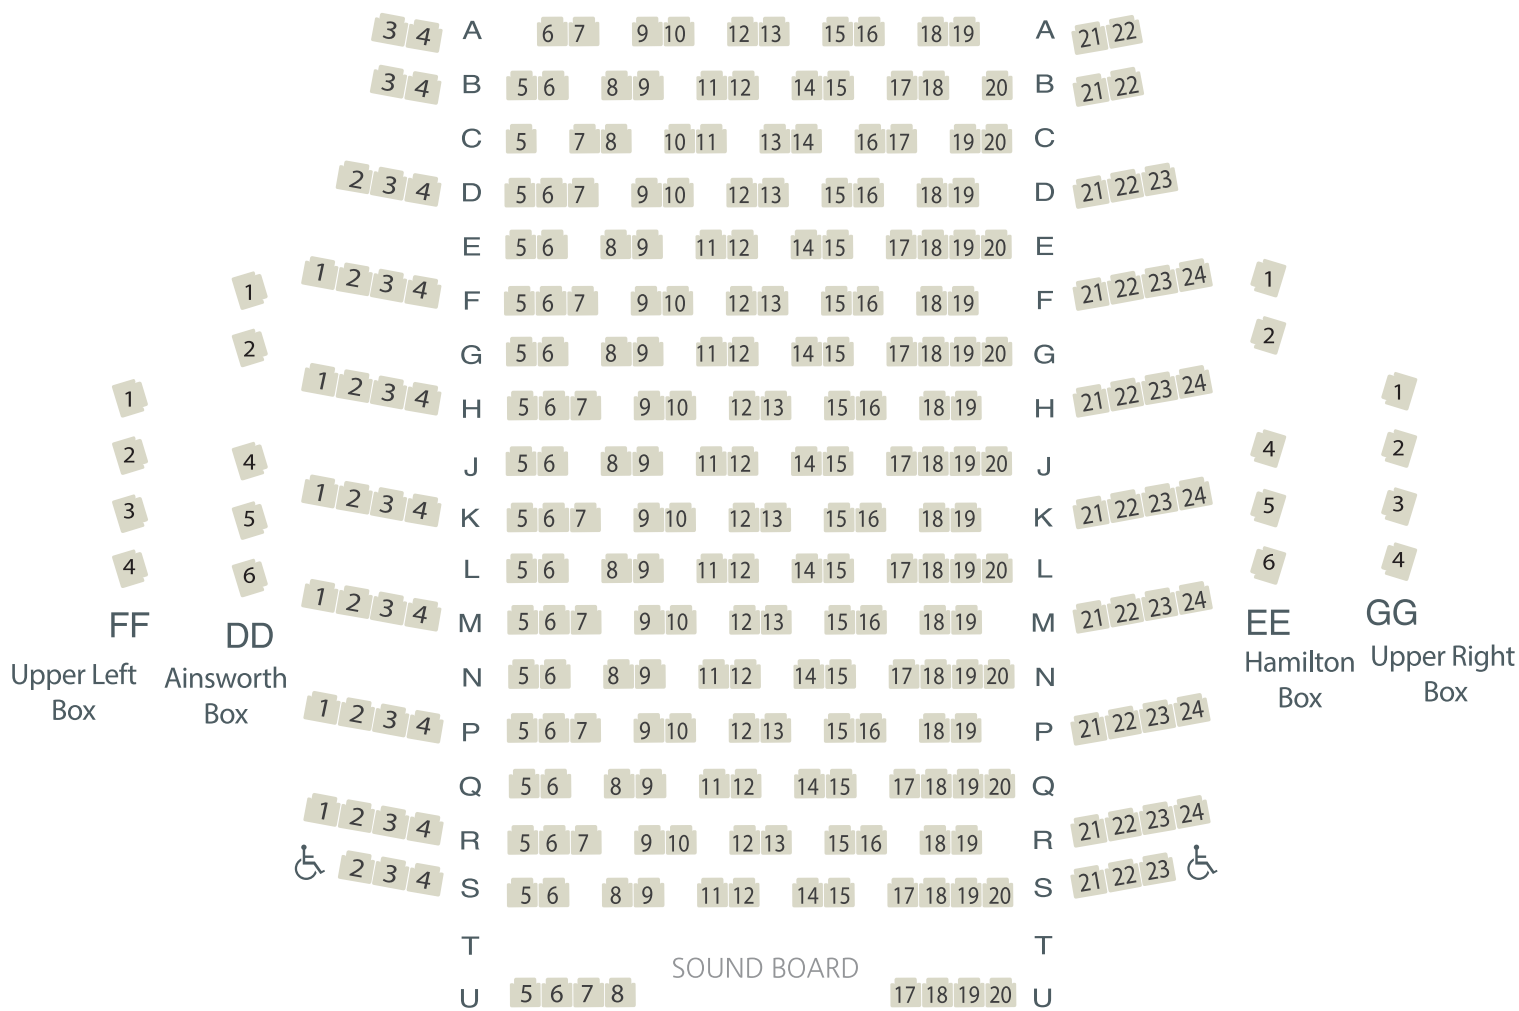 3 4 A 6 7 9 10 12 13 15 16 18 19 A 21 22
3 4 B 5 6 8 9 11 12 14 15 17 18 20 B 21 22
C 5 7 8 10 11 13 14 16 17 19 20 C
2 3 4 D 5 6 7 9 10 12 13 15 16 18 19 D 21 22 23
E 5 6 8 9 11 12 14 15 17 18 19 20 E
1 2 3 4 F 5 6 7 9 10 12 13 15 16 18 19 F 21 22 23 24
G 5 6 8 9 11 12 14 15 17 18 19 20 G
1 2 3 4 H 5 6 7 9 10 12 13 15 16 18 19 H 21 22 23 24
J 5 6 8 9 11 12 14 15 17 18 19 20 J
1 2 3 4 K 5 6 7 9 10 12 13 15 16 18 19 K 21 22 23 24
L 5 6 8 9 11 12 14 15 17 18 19 20 L
1 2 3 4 M 5 6 7 9 10 12 13 15 16 18 19 M 21 22 23 24
N 5 6 8 9 11 12 14 15 17 18 19 20 N
1 2 3 4 P 5 6 7 9 10 12 13 15 16 18 19 P 21 22 23 24
Q 5 6 8 9 11 12 14 15 17 18 19 20 Q
1 2 3 4 R 5 6 7 9 10 12 13 15 16 18 19 R 21 22 23 24
2 3 4 S 5 6 8 9 11 12 14 15 17 18 19 20 S 21 22 23
T T
SOUND BOARD
U 5 6 7 8 17 18 19 20 U
1
2
3
4
FF
Upper Left
Box
1
2
4
5
6
DD
Ainsworth
Box
1
2
4
5
6
EE
Hamilton
Box
1
2
3
4
GG
Upper Right
Box